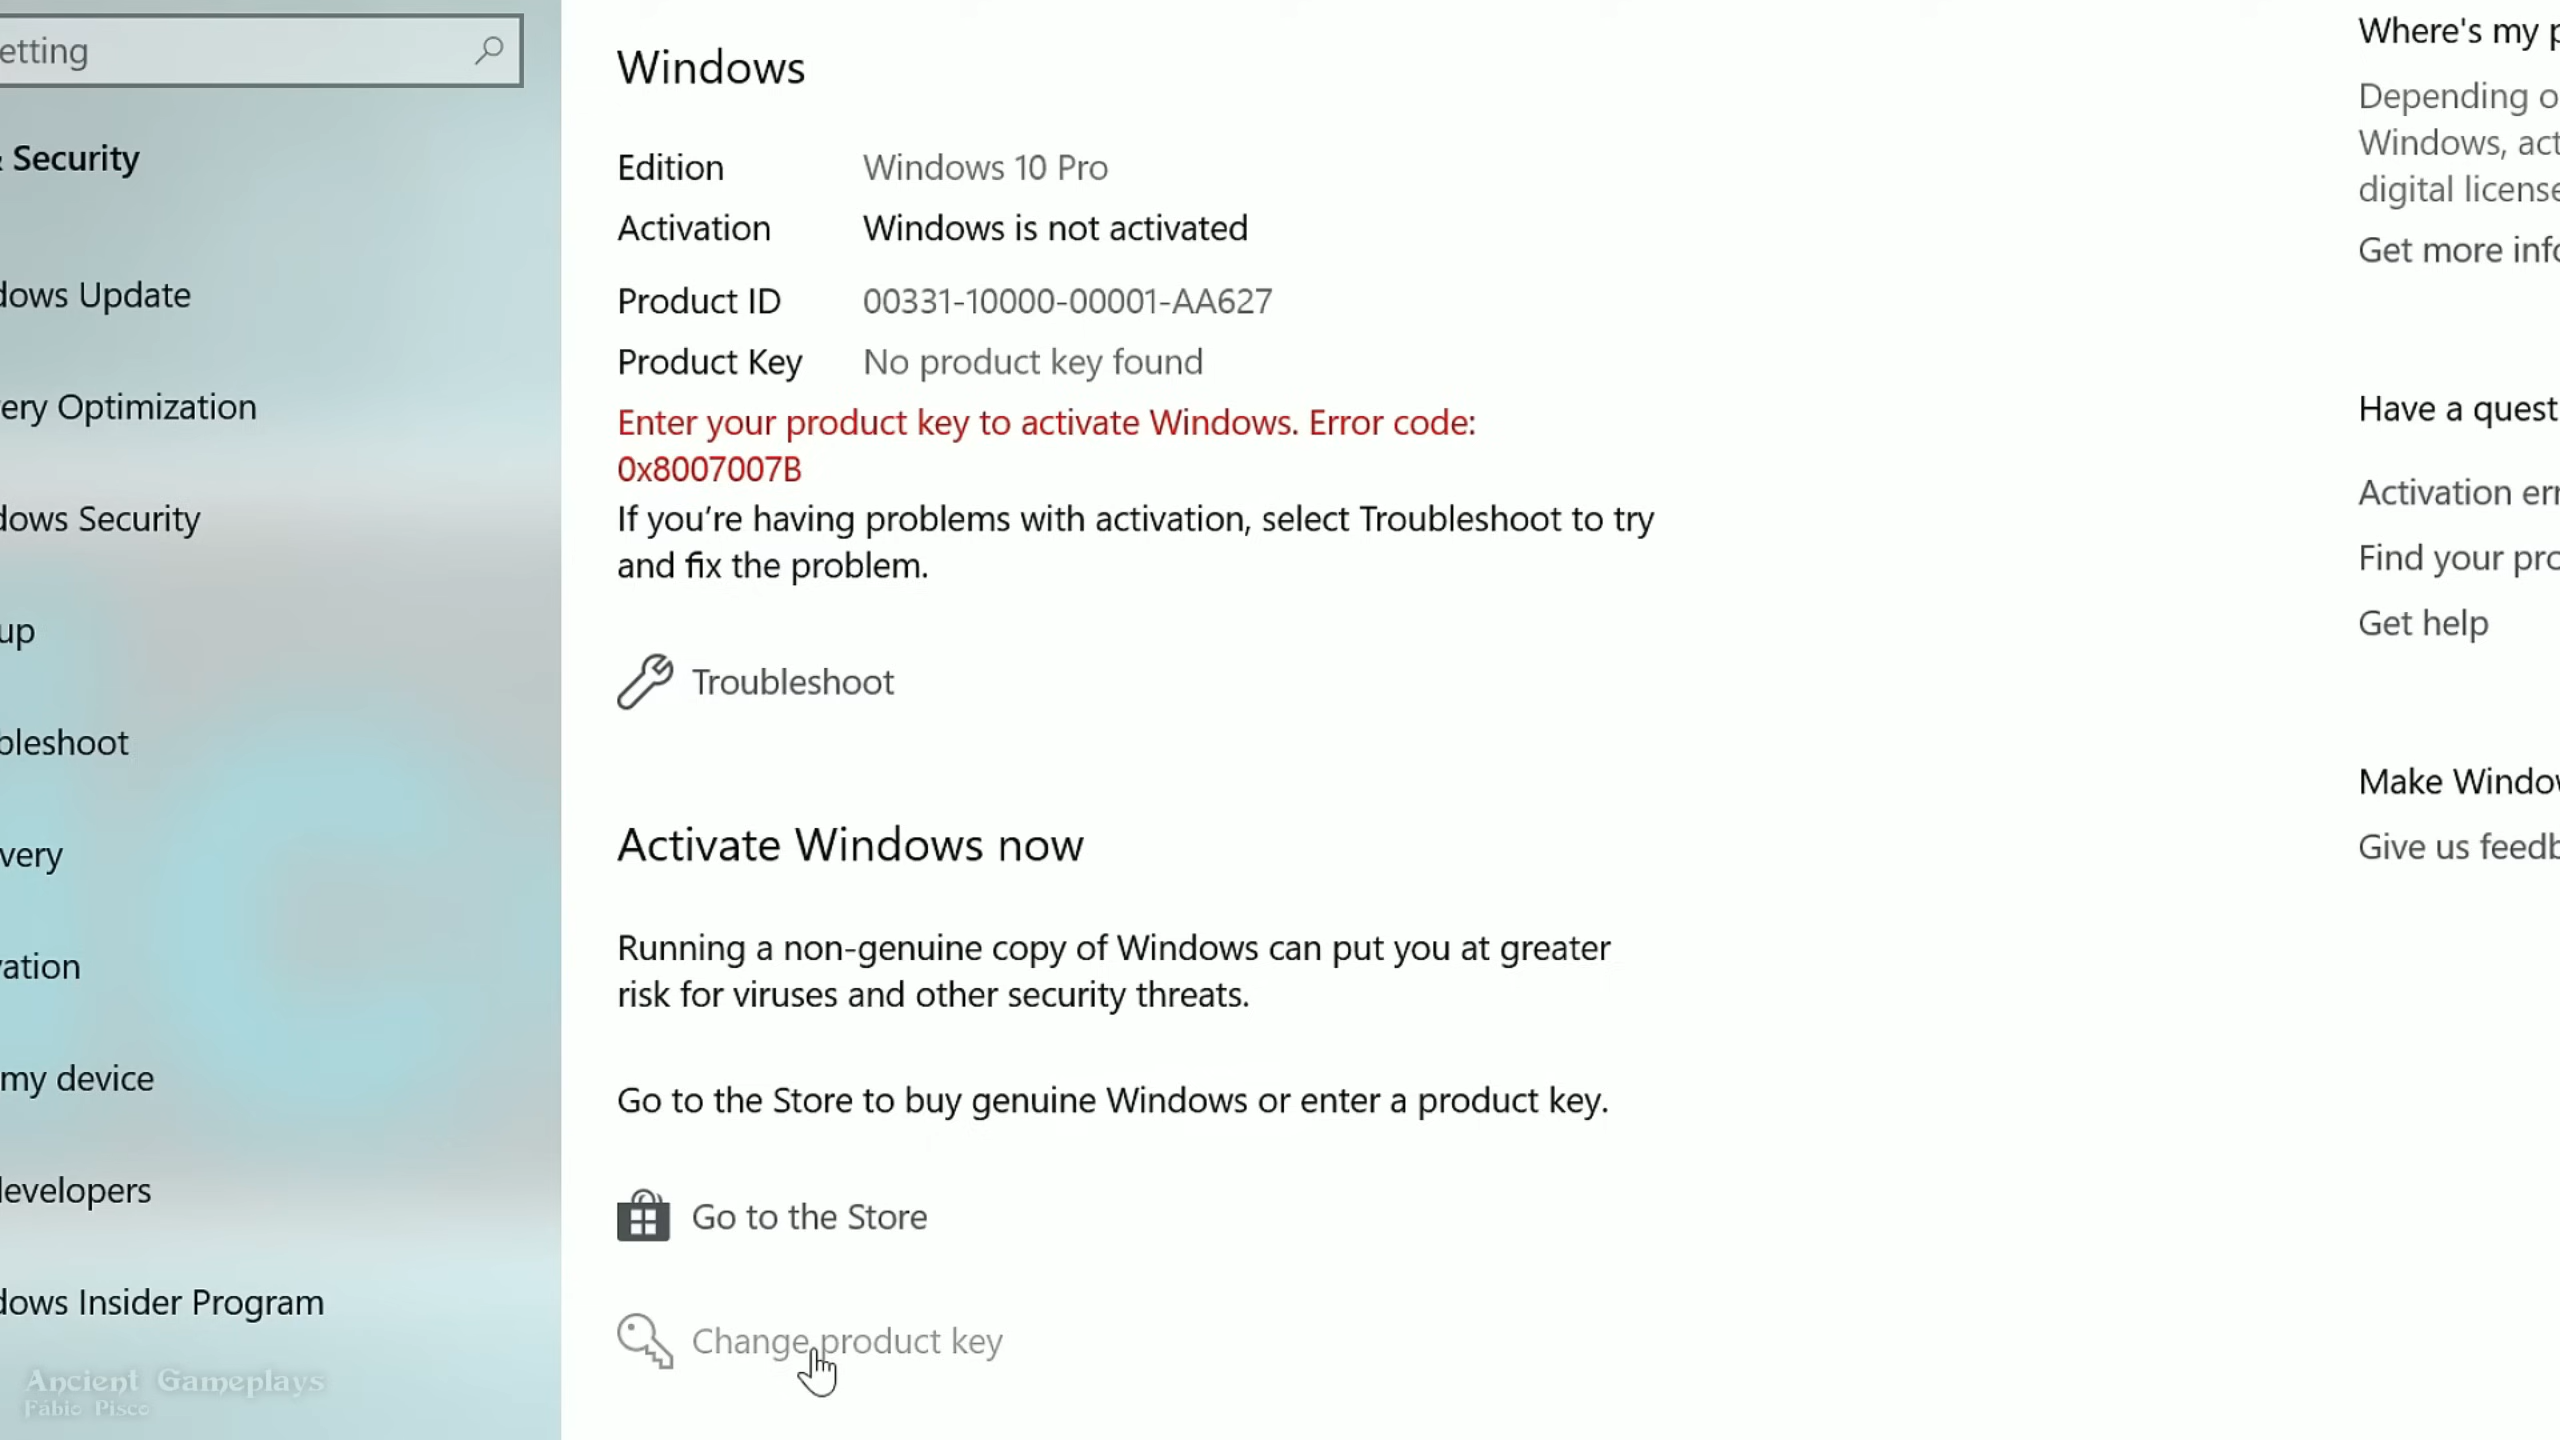 etting
& Security
dows Update
very Optimization
dows Security
up
bleshoot
very
vation
my device
developers
dows Insider Program
Ancient Gameplays
Fábio Pisco
Windows
Edition Windows 10 Pro
Activation Windows is not activated
Product ID 00331-10000-00001-AA627
Product Key No product key found
Enter your product key to activate Windows. Error code:
0x8007007B
If you’re having problems with activation, select Troubleshoot to try
and fix the problem.
Troubleshoot
Activate Windows now
Running a non-genuine copy of Windows can put you at greater
risk for viruses and other security threats.
Go to the Store to buy genuine Windows or enter a product key.
Go to the Store
Change product key
Where's my p
Depending o
Windows, act
digital license
Get more info
Have a quest
Activation err
Find your pro
Get help
Make Window
Give us feedb